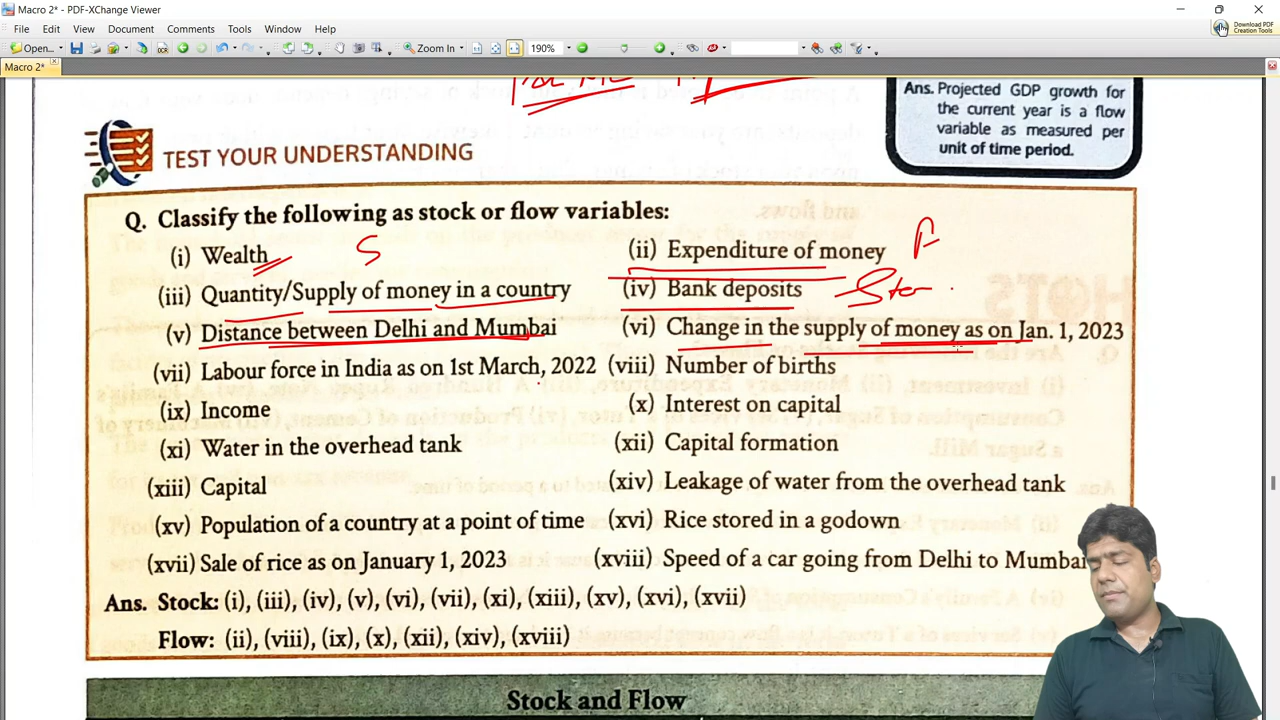 Macro 2* - PDF-XChange Viewer
File Edit View Document Comments Tools Window Help
Open... Zoom In 190% Download PDF Creation Tools
Macro 2*
Ans. Projected GDP growth for
the current year is a flow
variable as measured per
unit of time period.
TEST YOUR UNDERSTANDING
Q. Classify the following as stock or flow variables:
(i) Wealth S (ii) Expenditure of money F
(iii) Quantity/Supply of money in a country (iv) Bank deposits
(v) Distance between Delhi and Mumbai (vi) Change in the supply of money as on Jan. 1, 2023
(vii) Labour force in India as on 1st March, 2022 (viii) Number of births
(ix) Income (x) Interest on capital
(xi) Water in the overhead tank (xii) Capital formation
(xiii) Capital (xiv) Leakage of water from the overhead tank
(xv) Population of a country at a point of time (xvi) Rice stored in a godown
(xvii) Sale of rice as on January 1, 2023 (xviii) Speed of a car going from Delhi to Mumbai
Ans. Stock: (i), (iii), (iv), (v), (vi), (vii), (xi), (xiii), (xv), (xvi), (xvii)
Flow: (ii), (viii), (ix), (x), (xii), (xiv), (xviii)
Stock and Flow